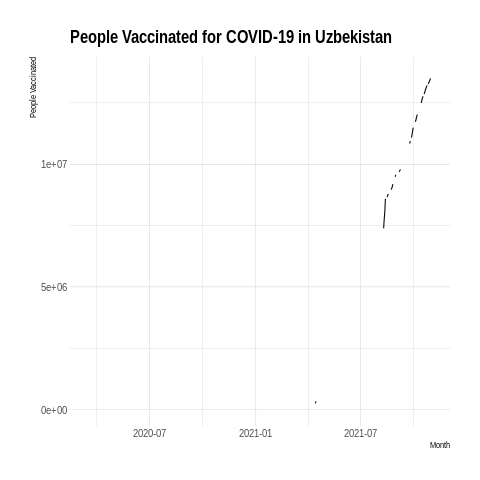 People Vaccinated for COVID-19 in Uzbekistan
People Vaccinated
1e+07
5e+06
0e+00
2020-07 2021-01 2021-07
Month